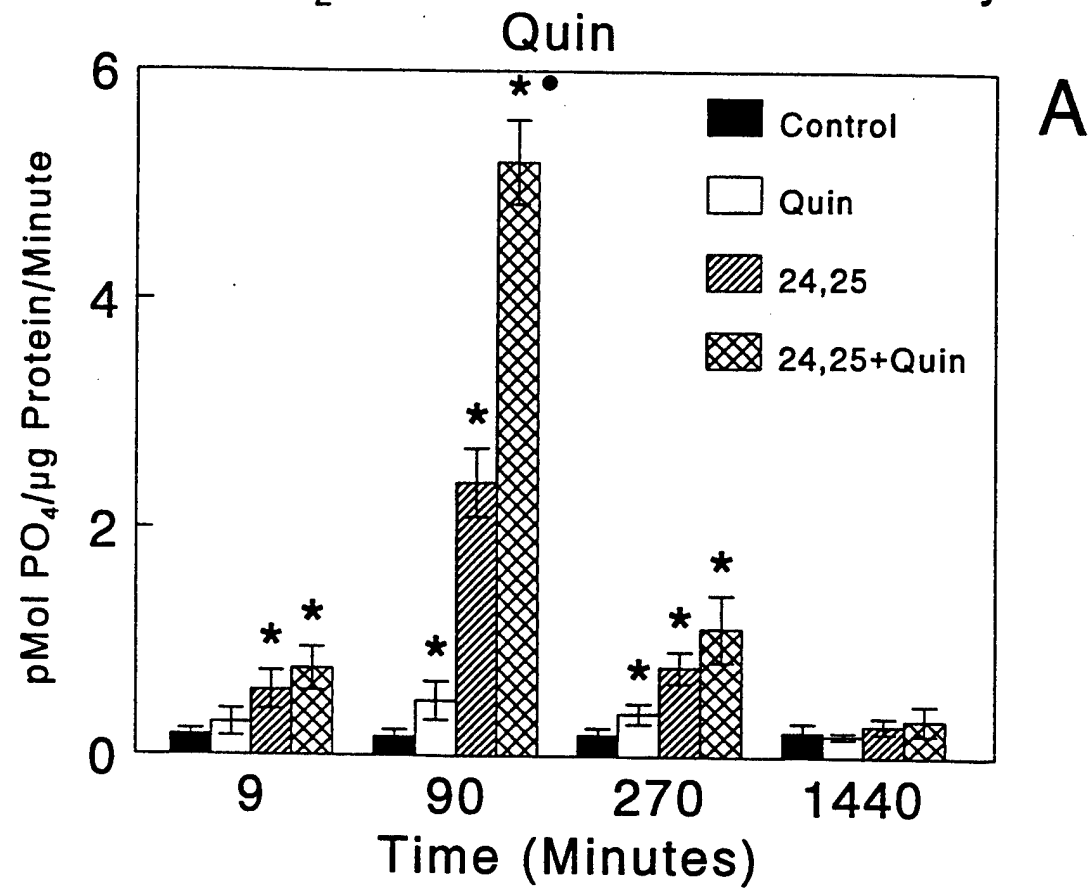 Quin
6
* •
A
Control
Quin
24,25
24,25+Quin
4
*
2
* * * * * *
0
9 90 270 1440
Time (Minutes)
pMol PO₄/µg Protein/Minute